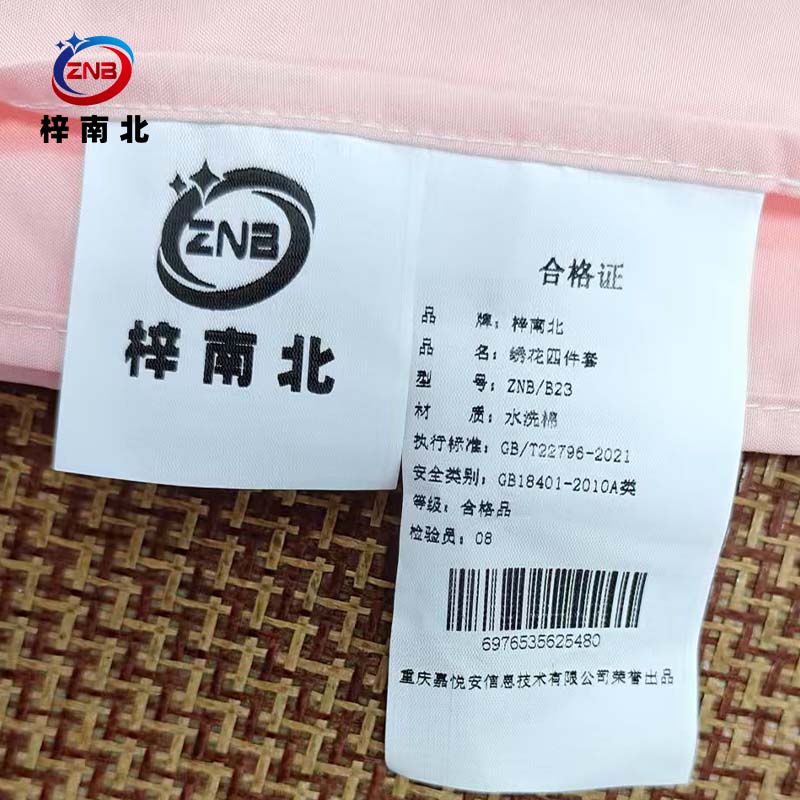 ZNB
梓南北
ZNB
梓南北
合格证
品 牌：梓南北
品 名：绣花四件套
型 号：ZNB/B23
材 质：水洗棉
执行标准：GB/T22796-2021
安全类别：GB18401-2010A类
等级：合格品
检验员：08
6976535625480
重庆嘉悦安信息技术有限公司荣誉出品